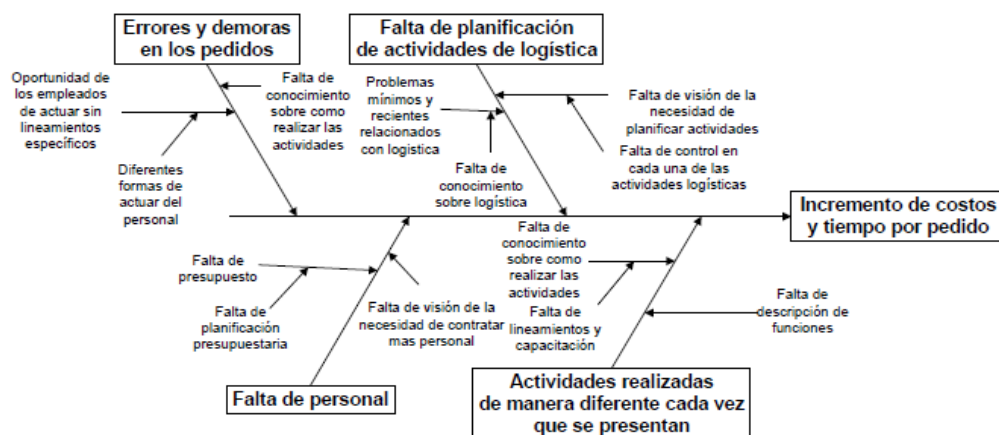 Errores y demoras
en los pedidos
Falta de planificación
de actividades de logística
Oportunidad de
los empleados
de actuar sin
lineamientos
específicos
Falta de
conocimiento
sobre como
realizar las
actividades
Diferentes
formas de
actuar del
personal
Problemas
mínimos y
recientes
relacionados
con logistica
Falta de
conocimiento
sobre logística
Falta de visión de la
necesidad de
planificar actividades
Falta de control en
cada una de las
actividades logísticas
Incremento de costos
y tiempo por pedido
Falta de
presupuesto
Falta de
planificación
presupuestaria
Falta de visión de la
necesidad de contratar
mas personal
Falta de personal
Falta de
conocimiento
sobre como
realizar las
actividades
Falta de
lineamientos y
capacitación
Falta de
descripción de
funciones
Actividades realizadas
de manera diferente cada vez
que se presentan